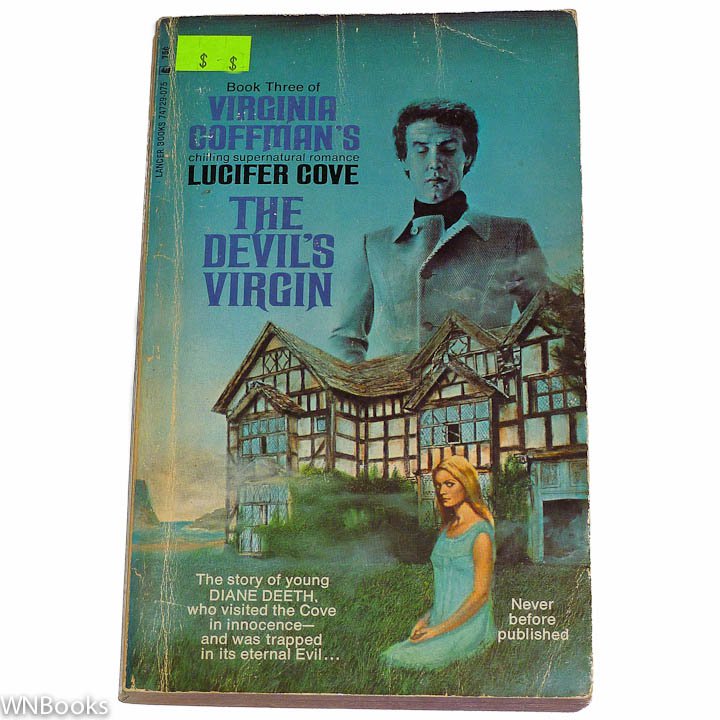 $ $
LANCER BOOKS 74729-075
75¢
Book Three of
VIRGINIA
COFFMAN'S
chilling supernatural romance
LUCIFER COVE
THE
DEVIL'S
VIRGIN
The story of young
DIANE DEETH,
who visited the Cove
in innocence—
and was trapped
in its eternal Evil...
Never
before
published
WNBooks